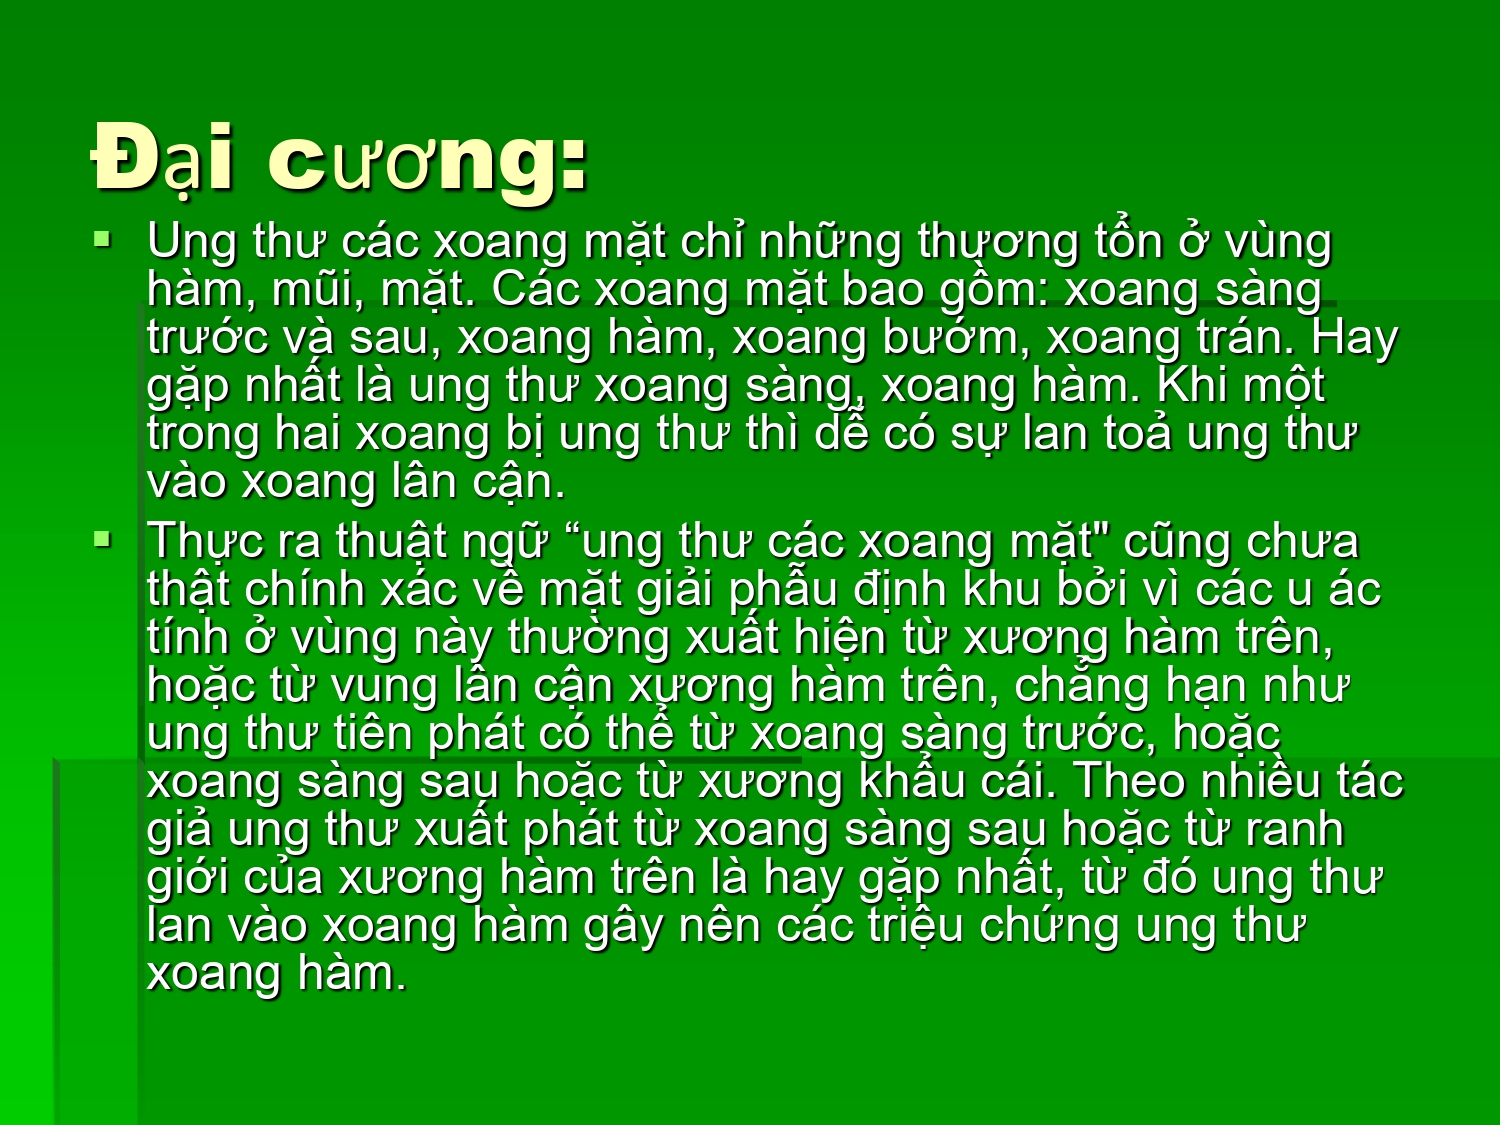 Đại cương:
▪ Ung thư các xoang mặt chỉ những thương tổn ở vùng
hàm, mũi, mặt. Các xoang mặt bao gồm: xoang sàng
trước và sau, xoang hàm, xoang bướm, xoang trán. Hay
gặp nhất là ung thư xoang sàng, xoang hàm. Khi một
trong hai xoang bị ung thư thì dễ có sự lan toả ung thư
vào xoang lân cận.
▪ Thực ra thuật ngữ “ung thư các xoang mặt" cũng chưa
thật chính xác về mặt giải phẫu định khu bởi vì các u ác
tính ở vùng này thường xuất hiện từ xương hàm trên,
hoặc từ vung lân cận xương hàm trên, chẳng hạn như
ung thư tiên phát có thể từ xoang sàng trước, hoặc
xoang sàng sau hoặc từ xương khẩu cái. Theo nhiều tác
giả ung thư xuất phát từ xoang sàng sau hoặc từ ranh
giới của xương hàm trên là hay gặp nhất, từ đó ung thư
lan vào xoang hàm gây nên các triệu chứng ung thư
xoang hàm.